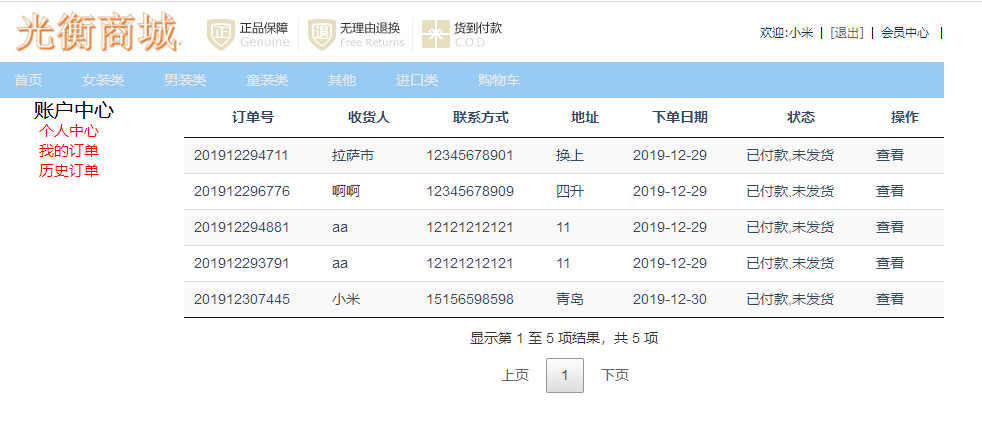 光衡商城 正 正品保障 Genuine 退 无理由退换 Free Returns 货到付款 C.O.D 欢迎:小米 | [退出] | 会员中心 |
首页 女装类 男装类 童装类 其他 进口类 购物车
账户中心
个人中心
我的订单
历史订单
订单号 收货人 联系方式 地址 下单日期 状态 操作
201912294711 拉萨市 12345678901 换上 2019-12-29 已付款,未发货 查看
201912296776 啊啊 12345678909 四升 2019-12-29 已付款,未发货 查看
201912294881 aa 12121212121 11 2019-12-29 已付款,未发货 查看
201912293791 aa 12121212121 11 2019-12-29 已付款,未发货 查看
201912307445 小米 15156598598 青岛 2019-12-30 已付款,未发货 查看
显示第 1 至 5 项结果，共 5 项
上页 1 下页